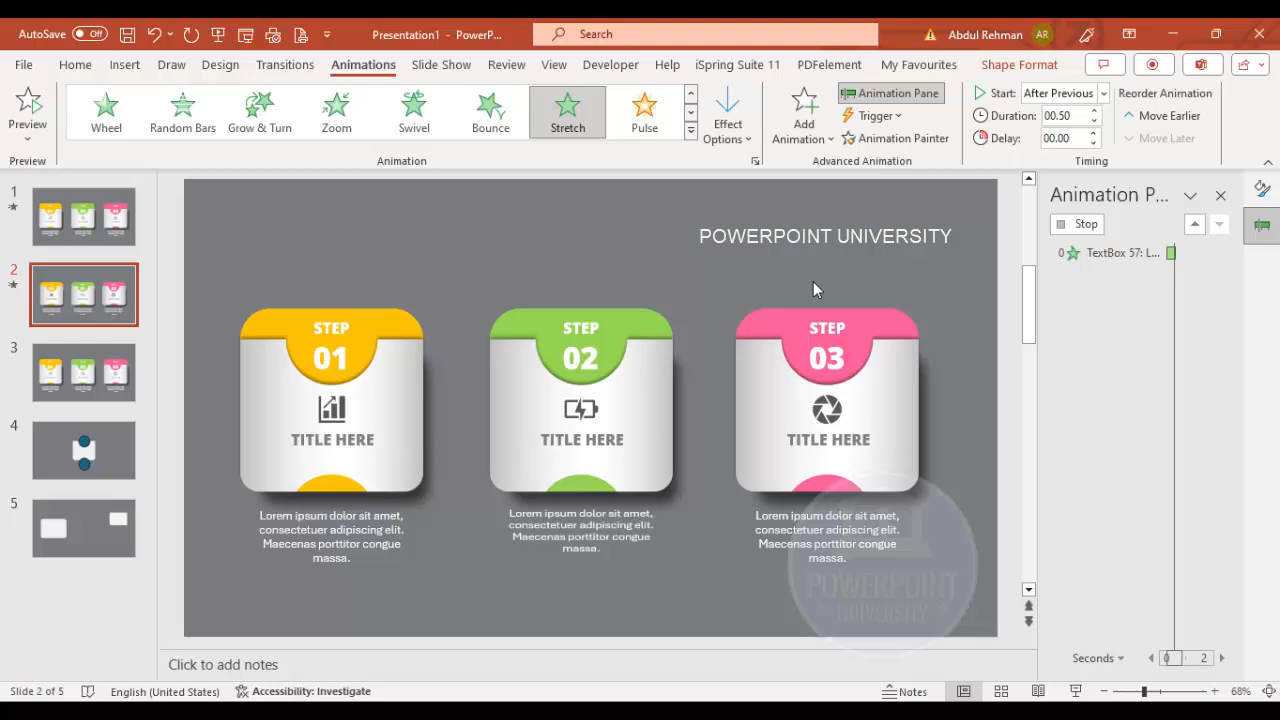 AutoSave Off Presentation1 - PowerP... Search Abdul Rehman AR
File Home Insert Draw Design Transitions Animations Slide Show Review View Developer Help iSpring Suite 11 PDFelement My Favourites Shape Format
Preview
Wheel Random Bars Grow & Turn Zoom Swivel Bounce Stretch Pulse
Effect Options
Add Animation
Animation Pane
Trigger
Animation Painter
Start: After Previous
Duration: 00.50
Delay: 00.00
Reorder Animation
Move Earlier
Move Later
Preview Animation Advanced Animation Timing
1
2
3
4
5
POWERPOINT UNIVERSITY
STEP
01
TITLE HERE
Lorem ipsum dolor sit amet,
consectetuer adipiscing elit.
Maecenas porttitor congue
massa.
STEP
02
TITLE HERE
Lorem ipsum dolor sit amet,
consectetuer adipiscing elit.
Maecenas porttitor congue
massa.
STEP
03
TITLE HERE
Lorem ipsum dolor sit amet,
consectetuer adipiscing elit.
Maecenas porttitor congue
massa.
POWERPOINT
UNIVERSITY
Animation P...
Stop
0 TextBox 57: L...
Seconds 0 2
Click to add notes
Slide 2 of 5 English (United States) Accessibility: Investigate Notes 68%